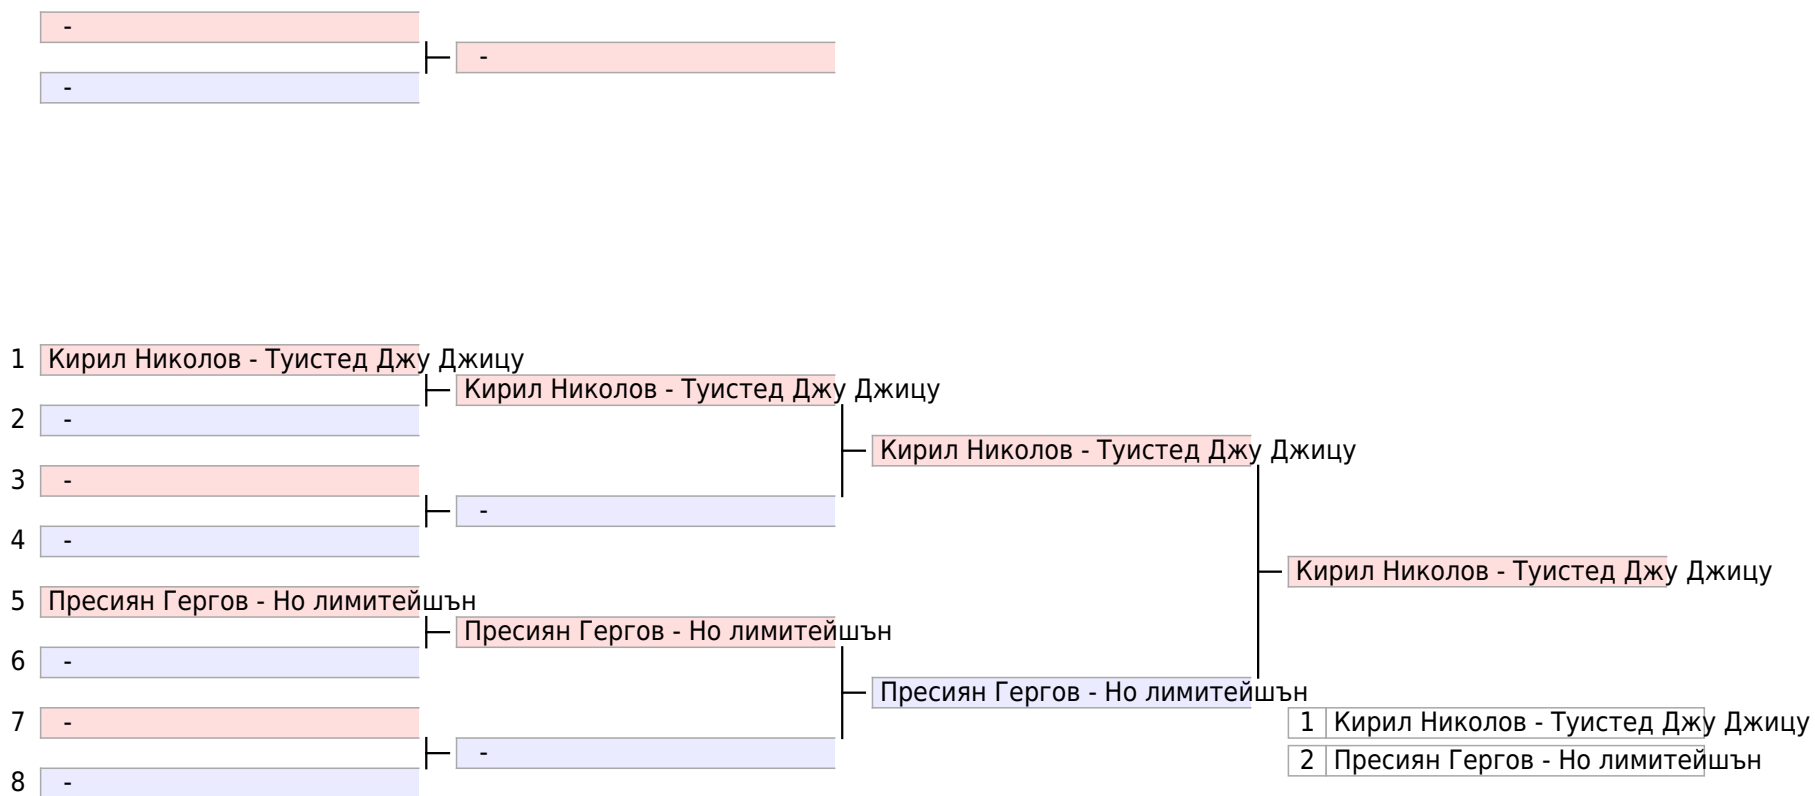 -
-
-
1 Кирил Николов - Туистед Джу Джицу
Кирил Николов - Туистед Джу Джицу
2 -
Кирил Николов - Туистед Джу Джицу
3 -
-
4 -
Кирил Николов - Туистед Джу Джицу
5 Пресиян Гергов - Но лимитейшън
Пресиян Гергов - Но лимитейшън
6 -
Пресиян Гергов - Но лимитейшън
7 -
1 Кирил Николов - Туистед Джу Джицу
-
2 Пресиян Гергов - Но лимитейшън
8 -